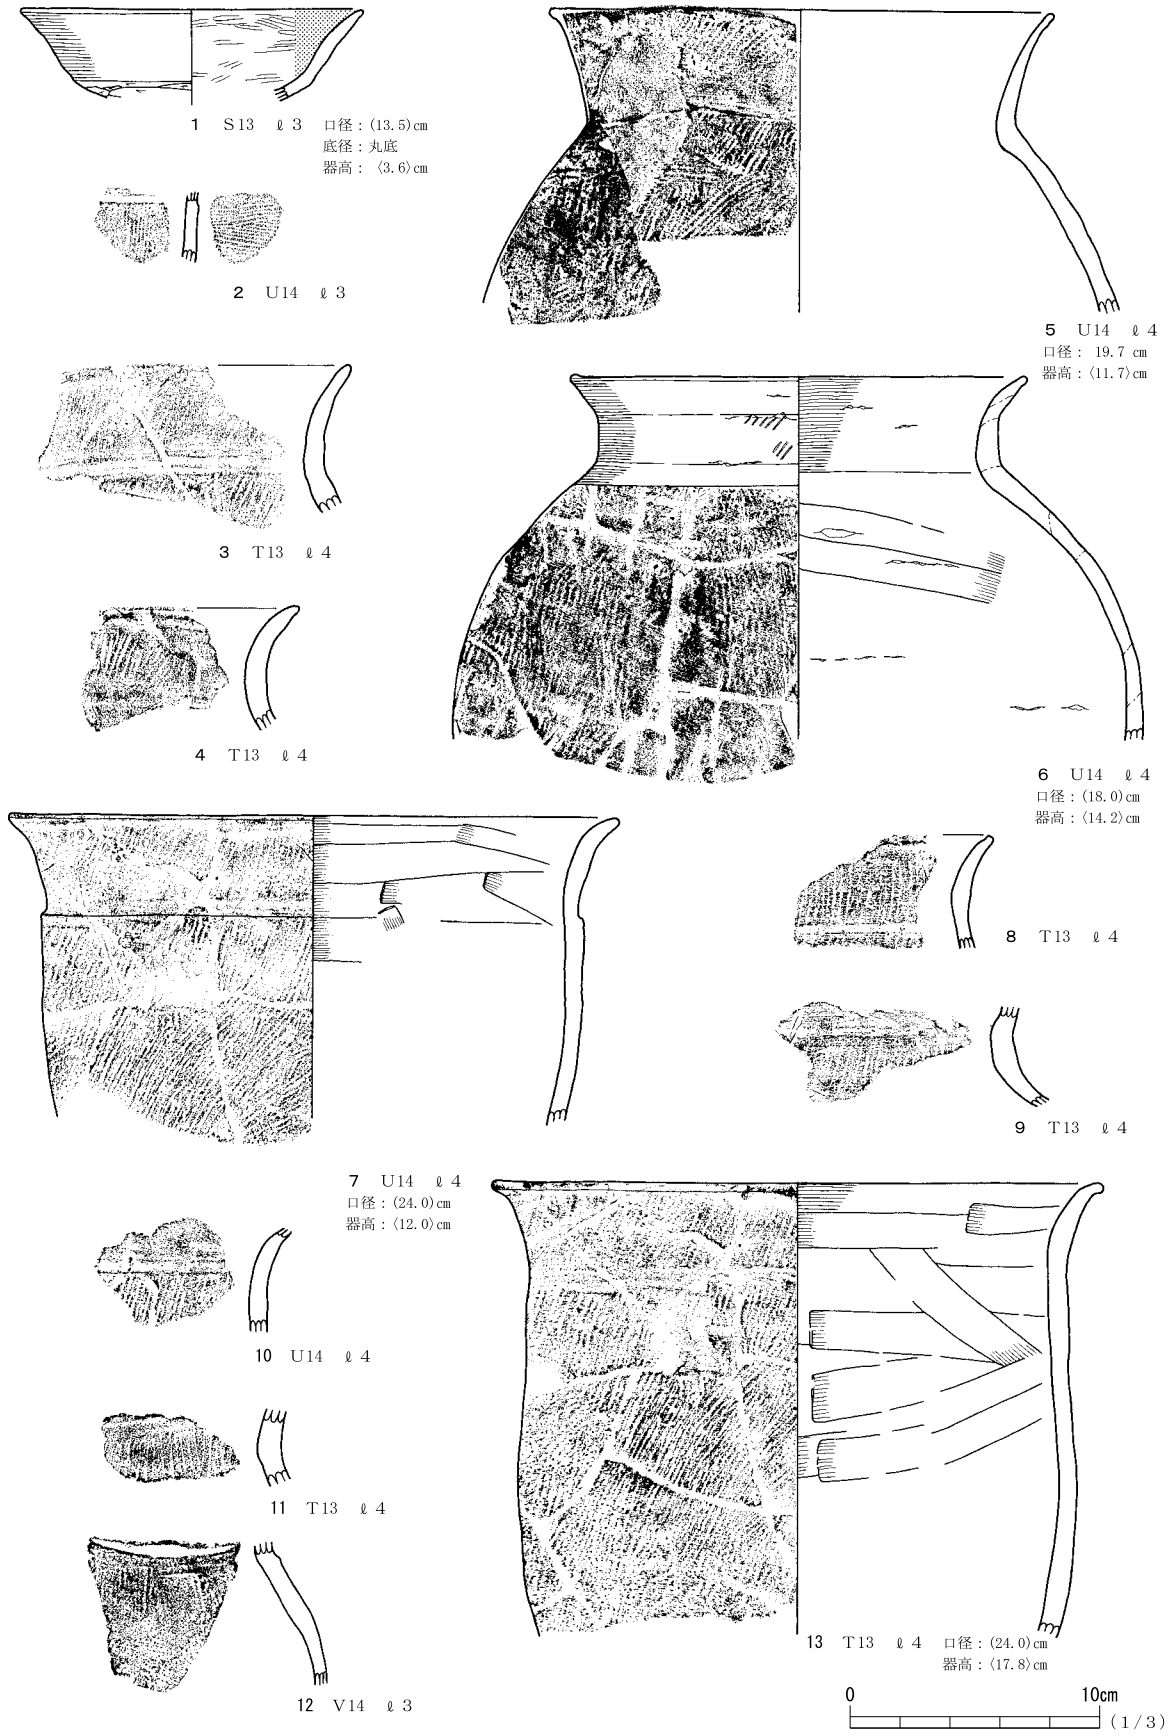 1 S13 ℓ3 口径：(13.5)cm
底径：丸底
器高：〈3.6〉cm
2 U14 ℓ3
3 T13 ℓ4
4 T13 ℓ4
5 U14 ℓ4
口径： 19.7 cm
器高：〈11.7〉cm
6 U14 ℓ4
口径：(18.0)cm
器高：〈14.2〉cm
7 U14 ℓ4
口径：(24.0)cm
器高：〈12.0〉cm
8 T13 ℓ4
9 T13 ℓ4
10 U14 ℓ4
11 T13 ℓ4
12 V14 ℓ3
13 T13 ℓ4 口径：(24.0)cm
器高：〈17.8〉cm
0 10cm
(1/3)